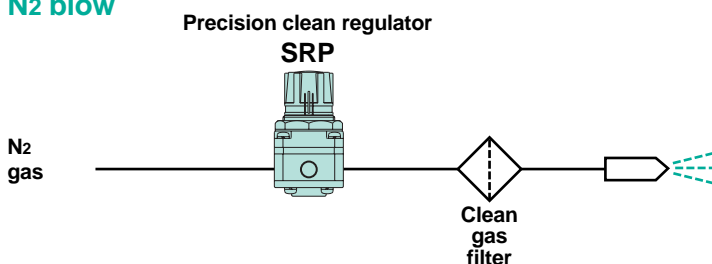 N2 blow
Precision clean regulator
SRP
N2
gas
Clean
gas
filter